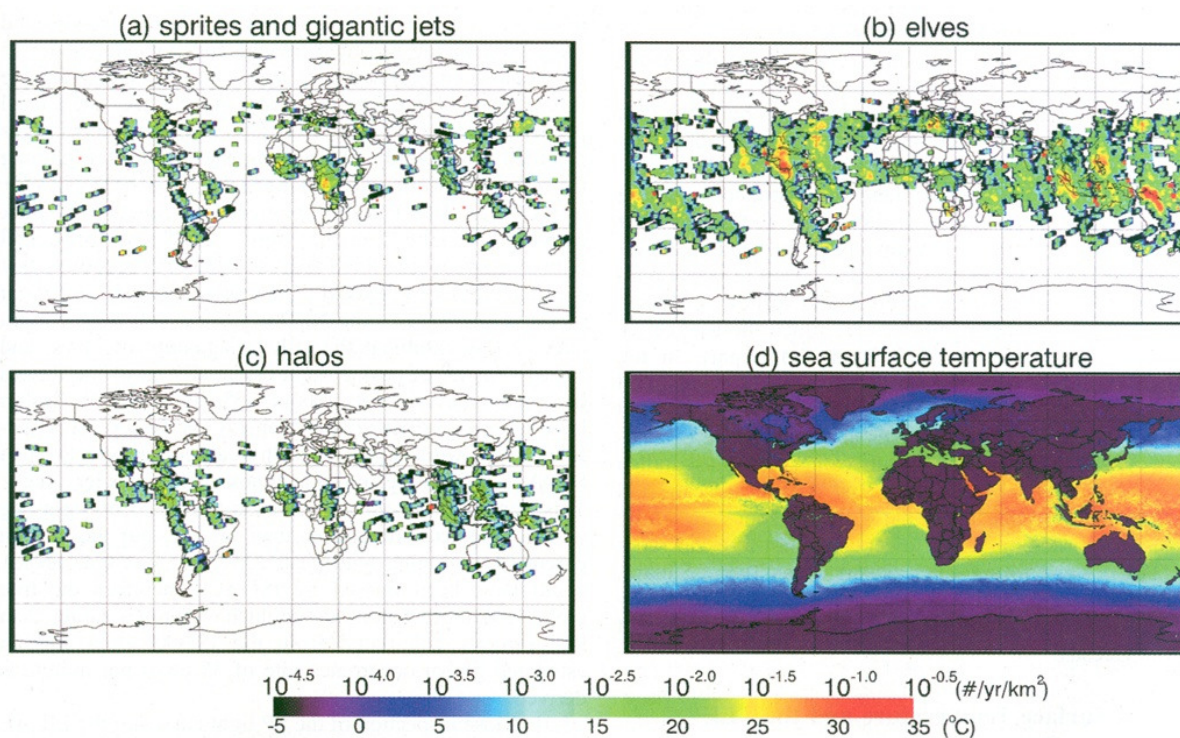 (a) sprites and gigantic jets
(b) elves
(c) halos
(d) sea surface temperature
10-4.5 10-4.0 10-3.5 10-3.0 10-2.5 10-2.0 10-1.5 10-1.0 10-0.5 (#/yr/km2)
-5 0 5 10 15 20 25 30 35 (oC)